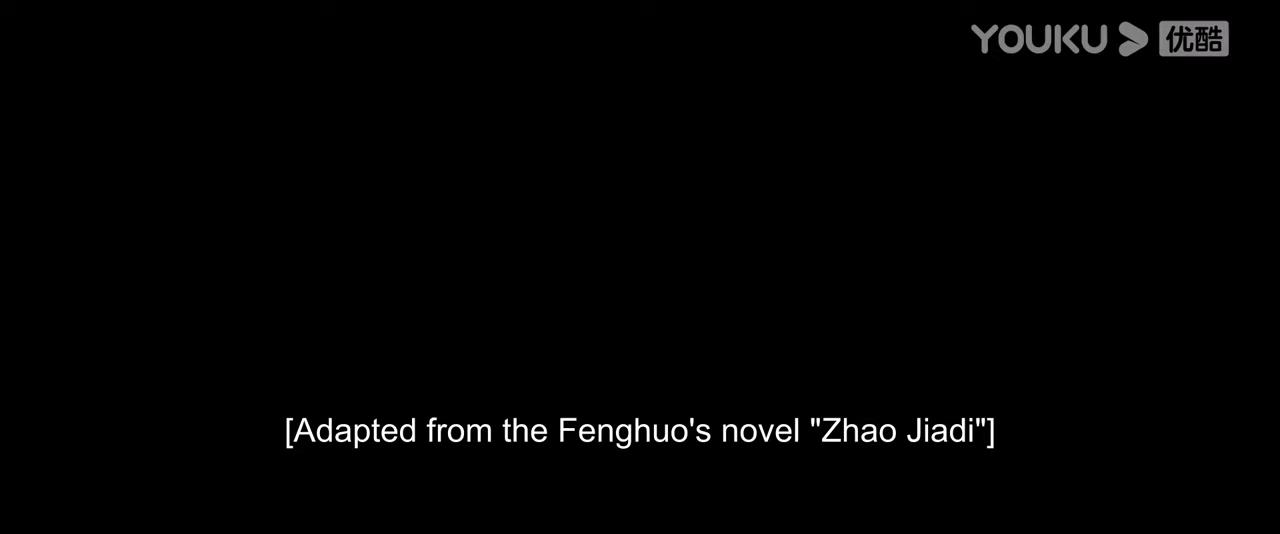 YOUKU 优酷
[Adapted from the Fenghuo's novel "Zhao Jiadi"]